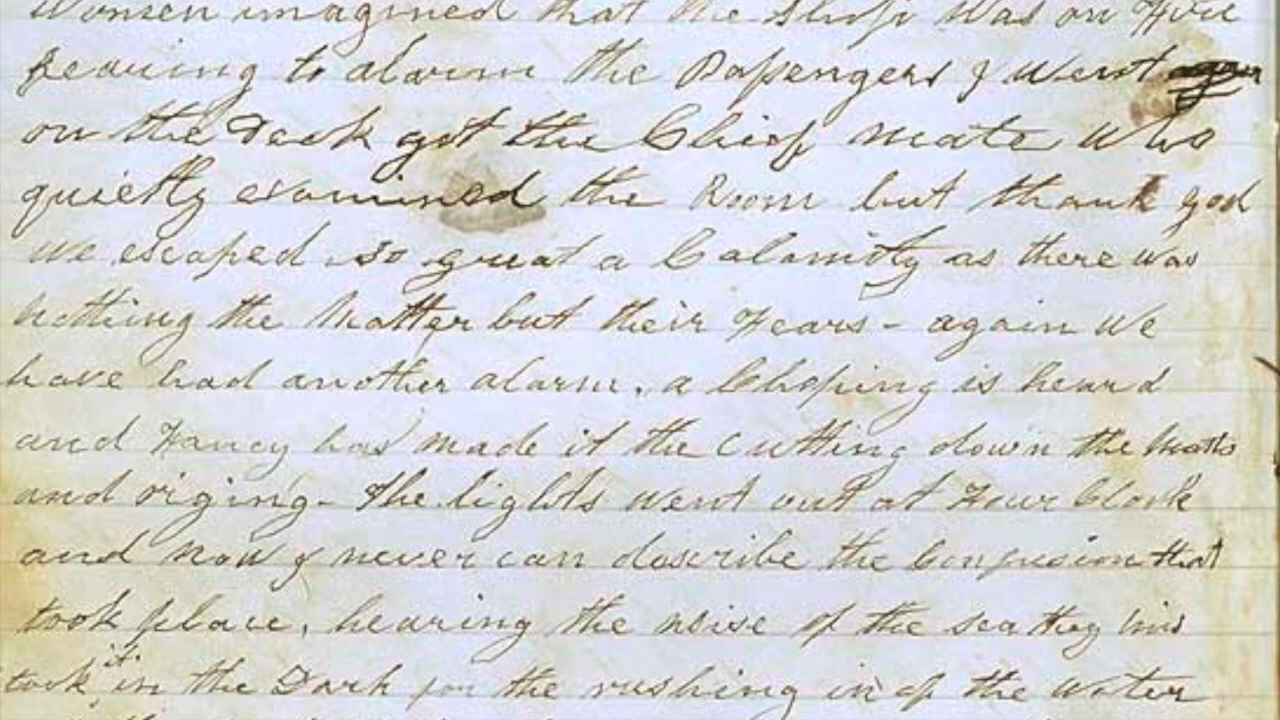 Women imagined that the Ship was on Fire
fearing to alarm the Passengers I went
on the Deck got the Chief mate who
quietly examined the Room but thank god
we escaped so great a Calamity as there was
nothing the Matter but their Fears - again We
have had another alarm, a Choping is heard
and Fancy has made it the cutting down the Masts
and riging - The lights went out at Four Clock
and now I never can describe the Confusion that
took place, hearing the noise of the sea they
took it in the Dark for the rushing in of the water